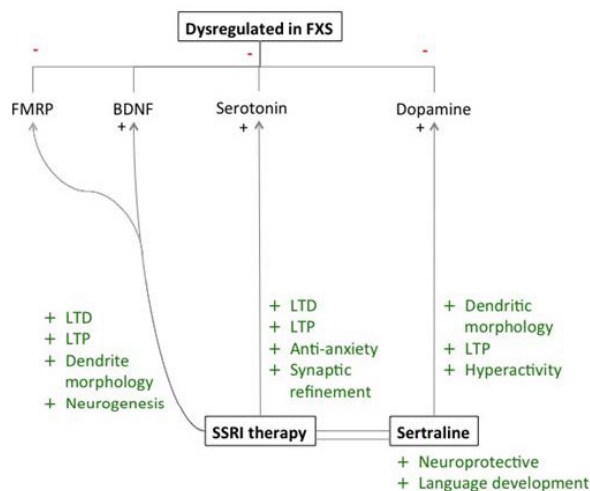 Dysregulated in FXS
- - -
FMRP BDNF Serotonin Dopamine
+ + +
+ LTD
+ LTP
+ Dendrite
morphology
+ Neurogenesis
+ LTD
+ LTP
+ Anti-anxiety
+ Synaptic
refinement
+ Dendritic
morphology
+ LTP
+ Hyperactivity
SSRI therapy Sertraline
+ Neuroprotective
+ Language development